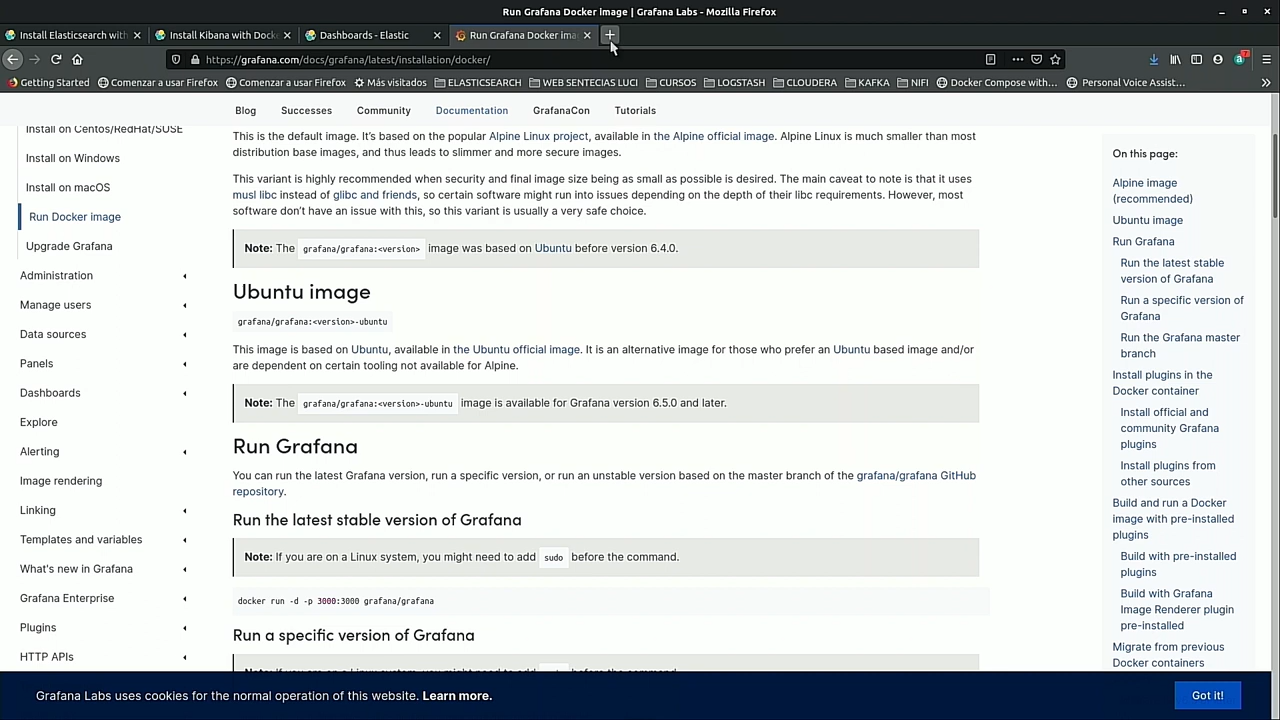 Run Grafana Docker image | Grafana Labs - Mozilla Firefox
Install Elasticsearch with
Install Kibana with Dock
Dashboards - Elastic
Run Grafana Docker ima
https://grafana.com/docs/grafana/latest/installation/docker/
Getting Started
Comenzar a usar Firefox
Comenzar a usar Firefox
Más visitados
ELASTICSEARCH
WEB SENTECIAS LUCI
CURSOS
LOGSTASH
CLOUDERA
KAFKA
NIFI
Docker Compose with...
Personal Voice Assist...
Blog
Successes
Community
Documentation
GrafanaCon
Tutorials
Install on Centos/RedHat/SUSE
Install on Windows
Install on macOS
Run Docker image
Upgrade Grafana
Administration
Manage users
Data sources
Panels
Dashboards
Explore
Alerting
Image rendering
Linking
Templates and variables
What's new in Grafana
Grafana Enterprise
Plugins
HTTP APIs
This is the default image. It's based on the popular Alpine Linux project, available in the Alpine official image. Alpine Linux is much smaller than most
distribution base images, and thus leads to slimmer and more secure images.
This variant is highly recommended when security and final image size being as small as possible is desired. The main caveat to note is that it uses
musl libc instead of glibc and friends, so certain software might run into issues depending on the depth of their libc requirements. However, most
software don't have an issue with this, so this variant is usually a very safe choice.
Note: The grafana/grafana:<version> image was based on Ubuntu before version 6.4.0.
Ubuntu image
grafana/grafana:<version>-ubuntu
This image is based on Ubuntu, available in the Ubuntu official image. It is an alternative image for those who prefer an Ubuntu based image and/or
are dependent on certain tooling not available for Alpine.
Note: The grafana/grafana:<version>-ubuntu image is available for Grafana version 6.5.0 and later.
Run Grafana
You can run the latest Grafana version, run a specific version, or run an unstable version based on the master branch of the grafana/grafana GitHub
repository.
Run the latest stable version of Grafana
Note: If you are on a Linux system, you might need to add sudo before the command.
docker run -d -p 3000:3000 grafana/grafana
Run a specific version of Grafana
On this page:
Alpine image
(recommended)
Ubuntu image
Run Grafana
Run the latest stable
version of Grafana
Run a specific version of
Grafana
Run the Grafana master
branch
Install plugins in the
Docker container
Install official and
community Grafana
plugins
Install plugins from
other sources
Build and run a Docker
image with pre-installed
plugins
Build with pre-installed
plugins
Build with Grafana
Image Renderer plugin
pre-installed
Migrate from previous
Docker containers
Grafana Labs uses cookies for the normal operation of this website. Learn more.
Got it!